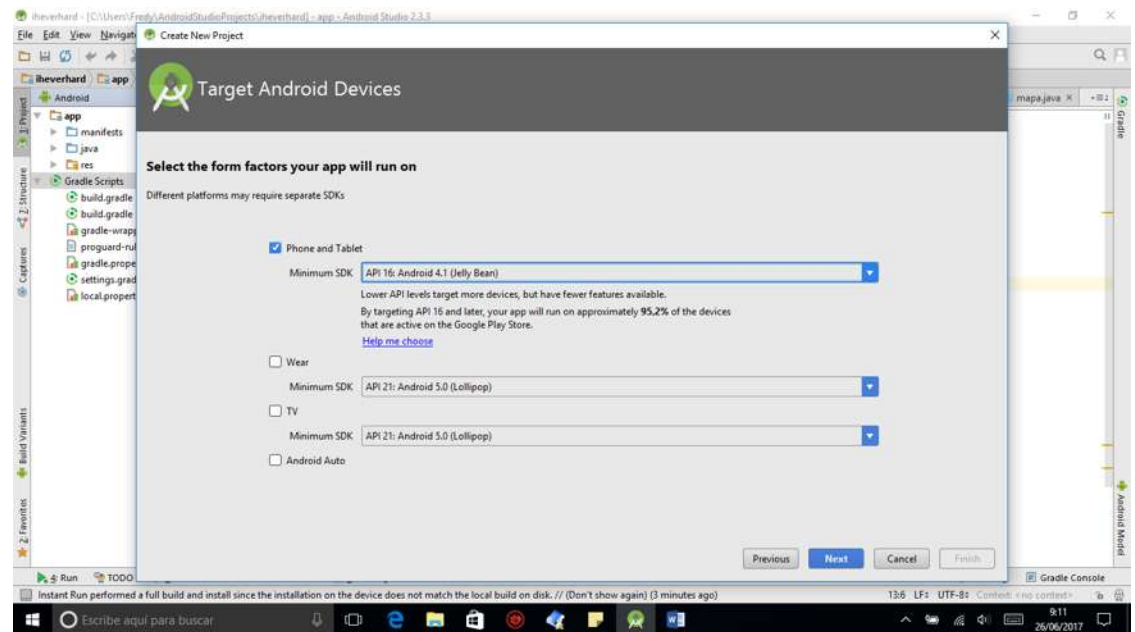 iheverhard - [C:\Users\Fredy\AndroidStudioProjects\iheverhard] - app - Android Studio 2.3.3
File Edit View Navigat
Create New Project
iheverhard app
mapa.java
Target Android Devices
1: Project
Android
app
manifests
java
res
Gradle Scripts
build.gradle
build.gradle
gradle-wrapp
proguard-rul
gradle.prope
settings.grad
local.propert
2: Structure
Captures
Build Variants
2: Favorites
Gradle
Android Model
Select the form factors your app will run on
Different platforms may require separate SDKs
Phone and Tablet
Minimum SDK API 16: Android 4.1 (Jelly Bean)
Lower API levels target more devices, but have fewer features available.
By targeting API 16 and later, your app will run on approximately 95,2% of the devices
that are active on the Google Play Store.
Help me choose
Wear
Minimum SDK API 21: Android 5.0 (Lollipop)
TV
Minimum SDK API 21: Android 5.0 (Lollipop)
Android Auto
Previous Next Cancel Finish
4: Run TODO Gradle Console
Instant Run performed a full build and install since the installation on the device does not match the local build on disk. // (Don't show again) (3 minutes ago) 13:6 LF÷ UTF-8÷ Context: <no context>
Escribe aquí para buscar
9:11
26/06/2017